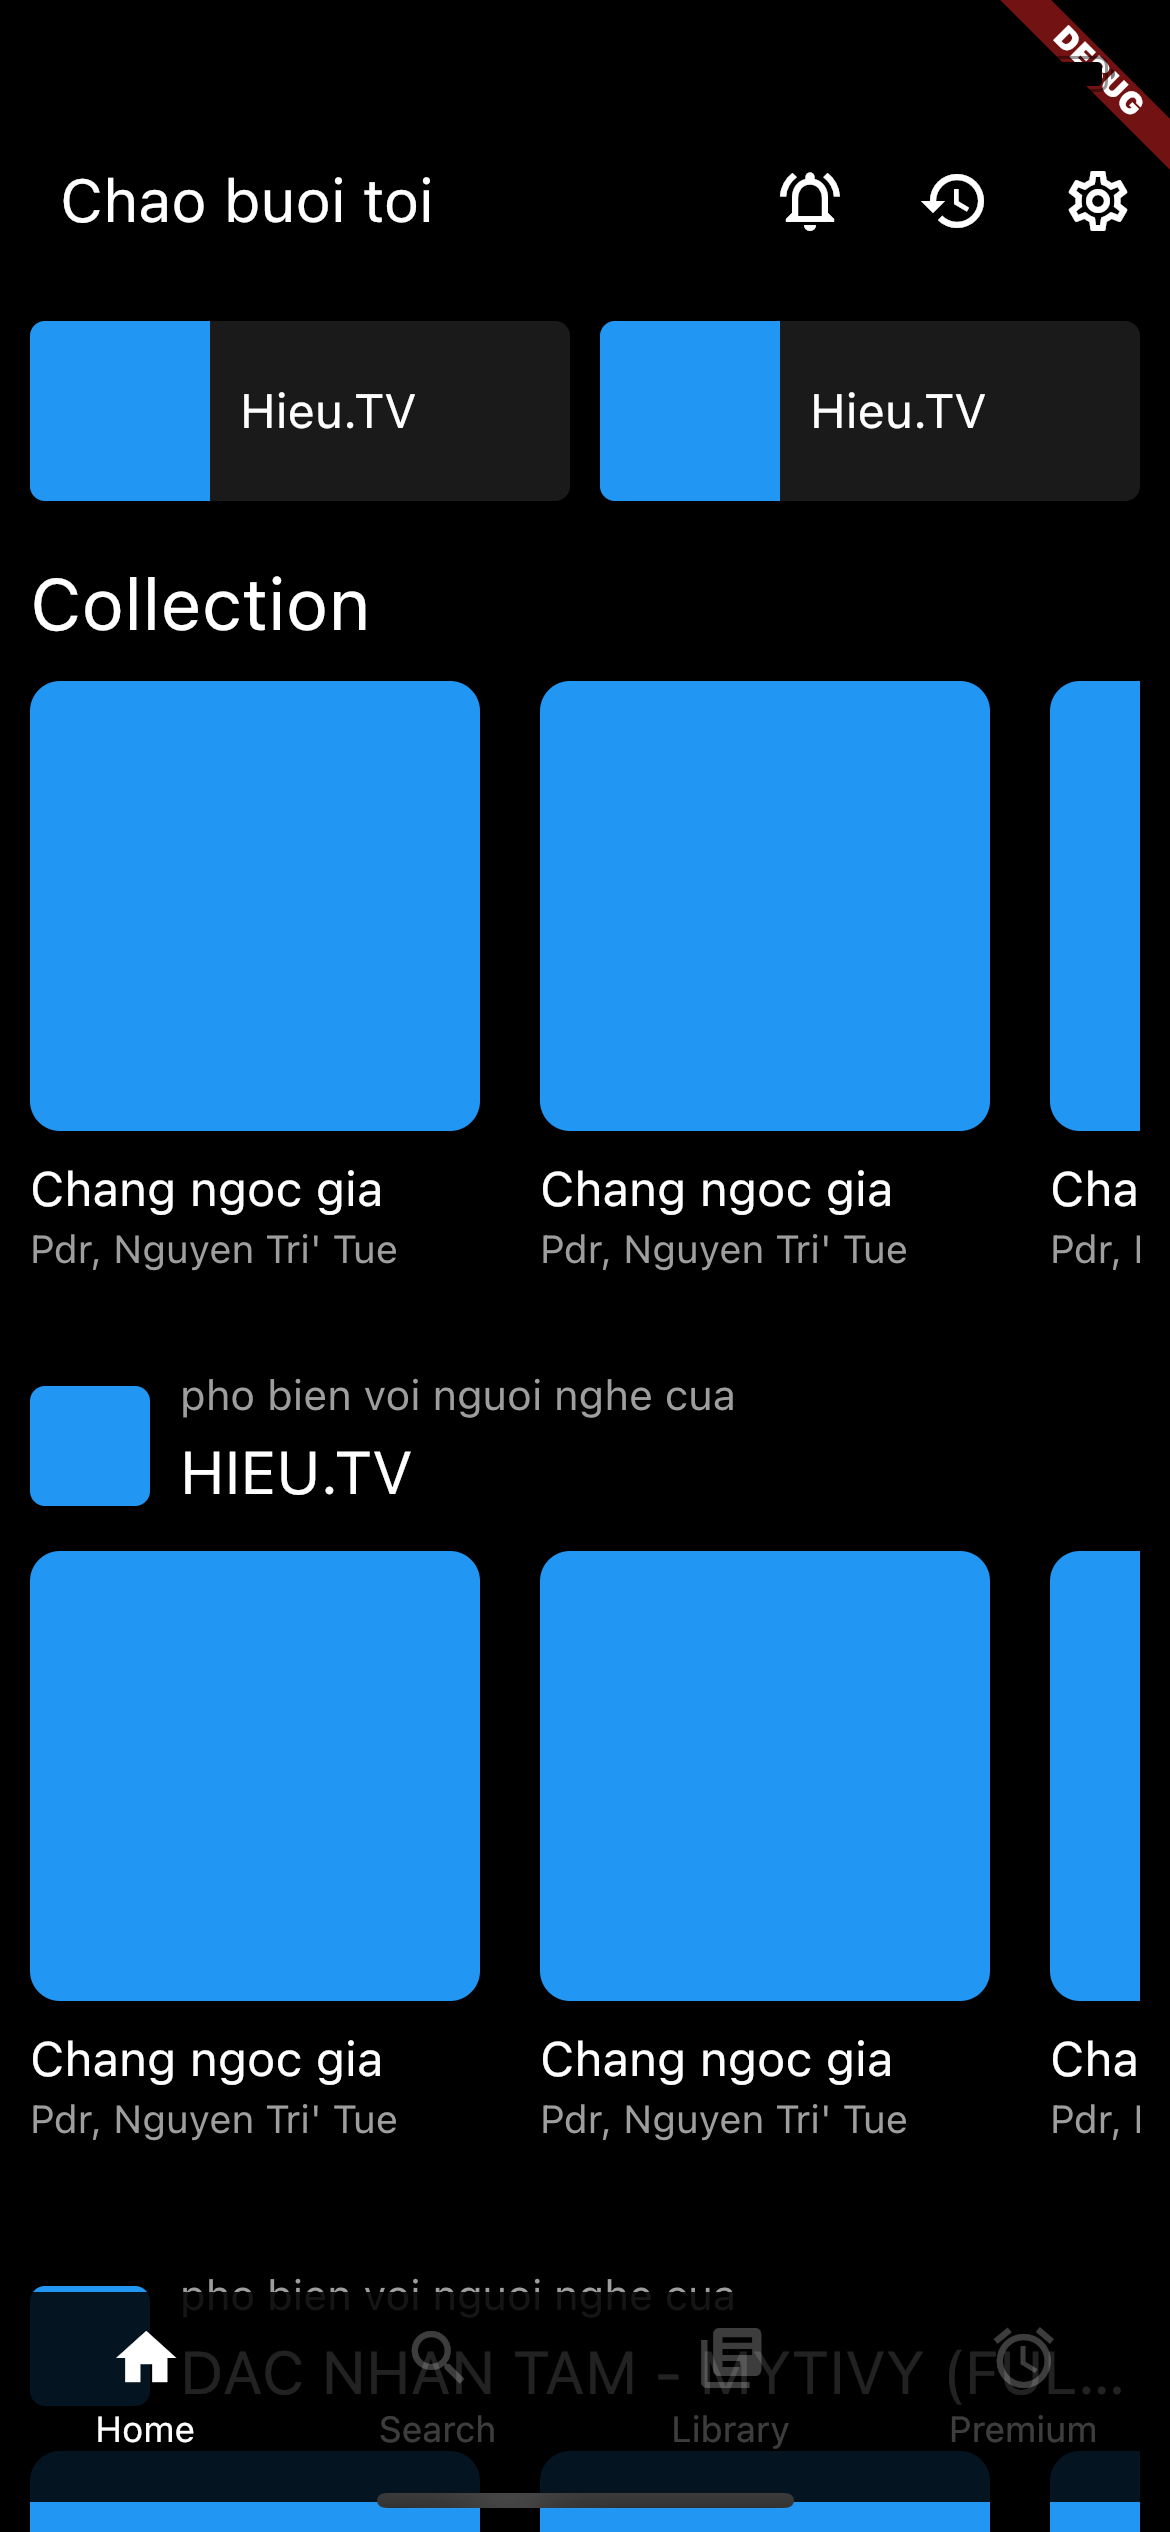 DEBUG
Chao buoi toi
Hieu.TV
Hieu.TV
Collection
Chang ngoc gia
Chang ngoc gia
Cha
Pdr, Nguyen Tri' Tue
Pdr, Nguyen Tri' Tue
Pdr,
pho bien voi nguoi nghe cua
HIEU.TV
Chang ngoc gia
Chang ngoc gia
Cha
Pdr, Nguyen Tri' Tue
Pdr, Nguyen Tri' Tue
Pdr,
pho bien voi nguoi nghe cua
DAC NHAN TAM - MYTIVY (FUL...
Home
Search
Library
Premium